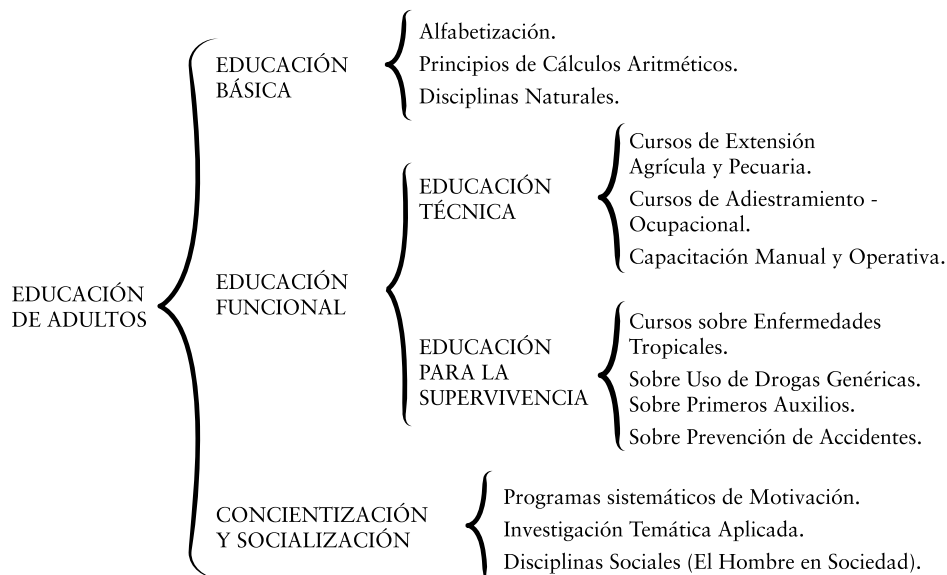 EDUCACIÓN
DE ADULTOS
EDUCACIÓN
BÁSICA
Alfabetización.
Principios de Cálculos Aritméticos.
Disciplinas Naturales.
EDUCACIÓN
FUNCIONAL
EDUCACIÓN
TÉCNICA
Cursos de Extensión
Agrícula y Pecuaria.
Cursos de Adiestramiento -
Ocupacional.
Capacitación Manual y Operativa.
EDUCACIÓN
PARA LA
SUPERVIVENCIA
Cursos sobre Enfermedades
Tropicales.
Sobre Uso de Drogas Genéricas.
Sobre Primeros Auxilios.
Sobre Prevención de Accidentes.
CONCIENTIZACIÓN
Y SOCIALIZACIÓN
Programas sistemáticos de Motivación.
Investigación Temática Aplicada.
Disciplinas Sociales (El Hombre en Sociedad).